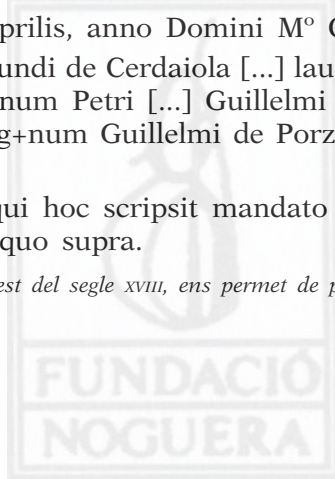 prilis, anno Domini Mº
undi de Cerdaiola [...] lau
num Petri [...] Guillelmi
g+num Guillelmi de Porz
qui hoc scripsit mandato
quo supra.
est del segle XVIII, ens permet de p
FUNDACIÓ
NOGUERA